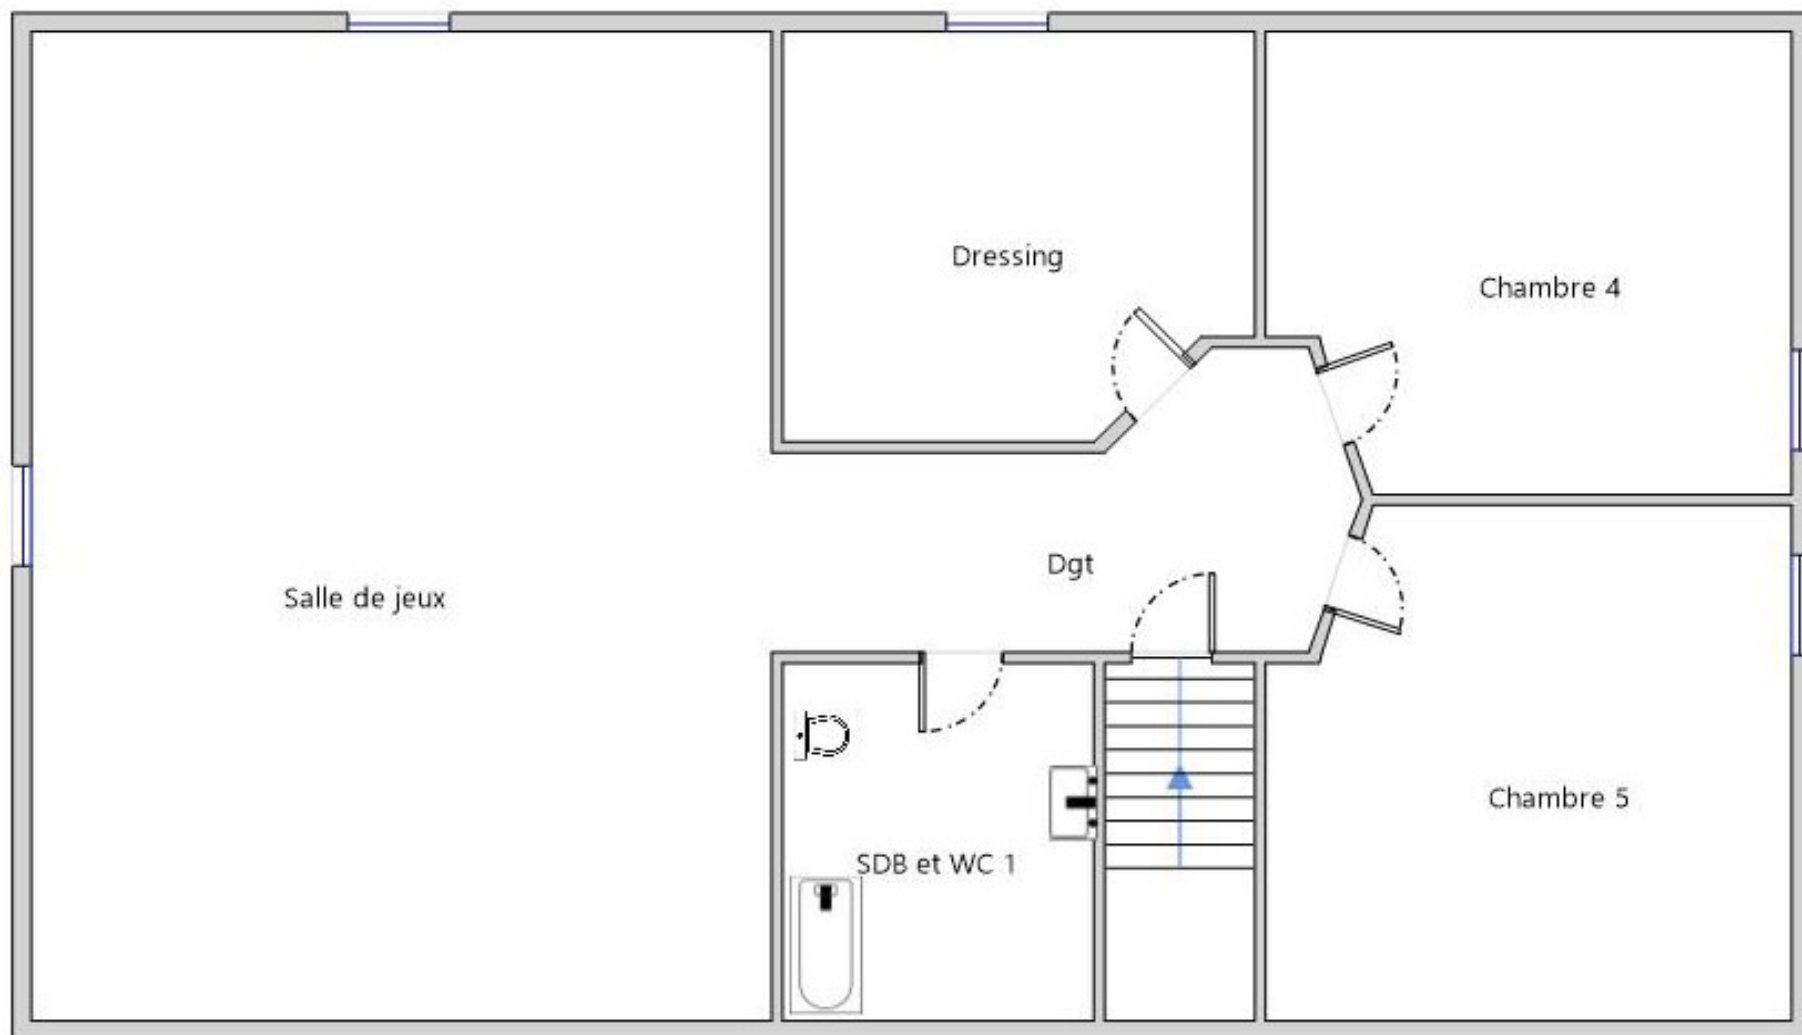 Dressing
Chambre 4
Dgt
Salle de jeux
Chambre 5
SDB et WC 1